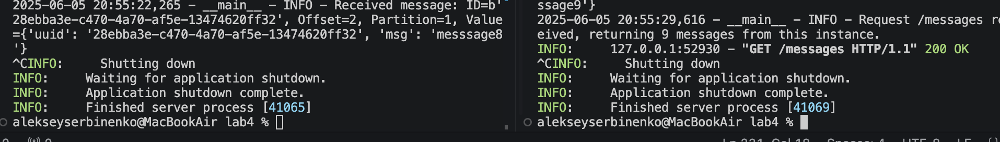 2025-06-05 20:55:22,265 - __main__ - INFO - Received message: ID=b'
28ebba3e-c470-4a70-af5e-13474620ff32', Offset=2, Partition=1, Value
={'uuid': '28ebba3e-c470-4a70-af5e-13474620ff32', 'msg': 'messsage8
'}
^CINFO:     Shutting down
INFO:     Waiting for application shutdown.
INFO:     Application shutdown complete.
INFO:     Finished server process [41065]
alekseyserbinenko@MacBookAir lab4 %
ssage9'}
2025-06-05 20:55:29,616 - __main__ - INFO - Request /messages re
eived, returning 9 messages from this instance.
INFO:     127.0.0.1:52930 - "GET /messages HTTP/1.1" 200 OK
^CINFO:     Shutting down
INFO:     Waiting for application shutdown.
INFO:     Application shutdown complete.
INFO:     Finished server process [41069]
alekseyserbinenko@MacBookAir lab4 %